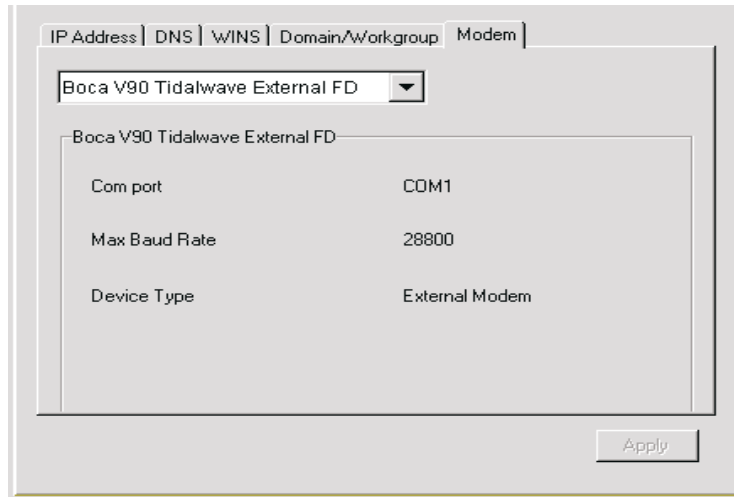 IP Address DNS WINS Domain/Workgroup Modem
Boca V90 Tidalwave External FD
Boca V90 Tidalwave External FD
Com port COM1
Max Baud Rate 28800
Device Type External Modem
Apply